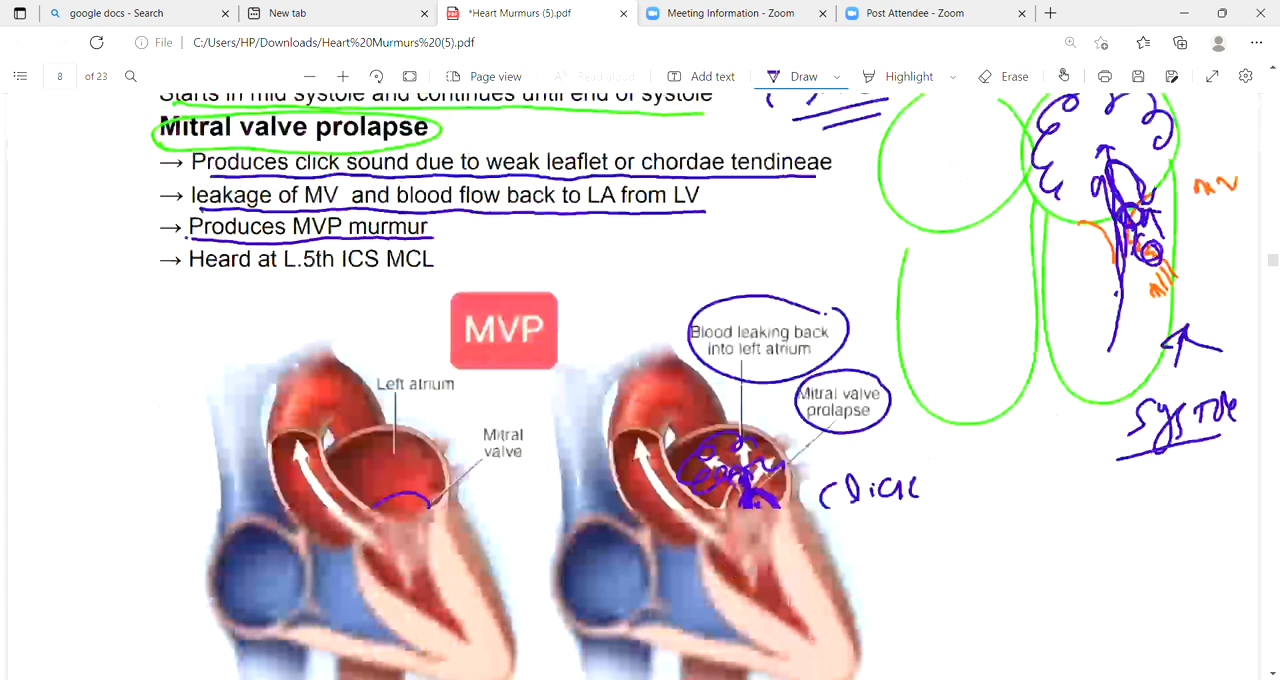 google docs - Search
New tab
*Heart Murmurs (5).pdf
Meeting Information - Zoom
Post Attendee - Zoom
File
C:/Users/HP/Downloads/Heart%20Murmurs%20(5).pdf
8 of 23
Page view
Read aloud
Add text
Draw
Highlight
Erase
Starts in mid systole and continues until end of systole
Mitral valve prolapse
→ Produces click sound due to weak leaflet or chordae tendineae
→ leakage of MV and blood flow back to LA from LV
→ Produces MVP murmur
→ Heard at L.5th ICS MCL
MVP
Left atrium
Mitral
valve
Blood leaking back
into left atrium
Mitral valve
prolapse
click